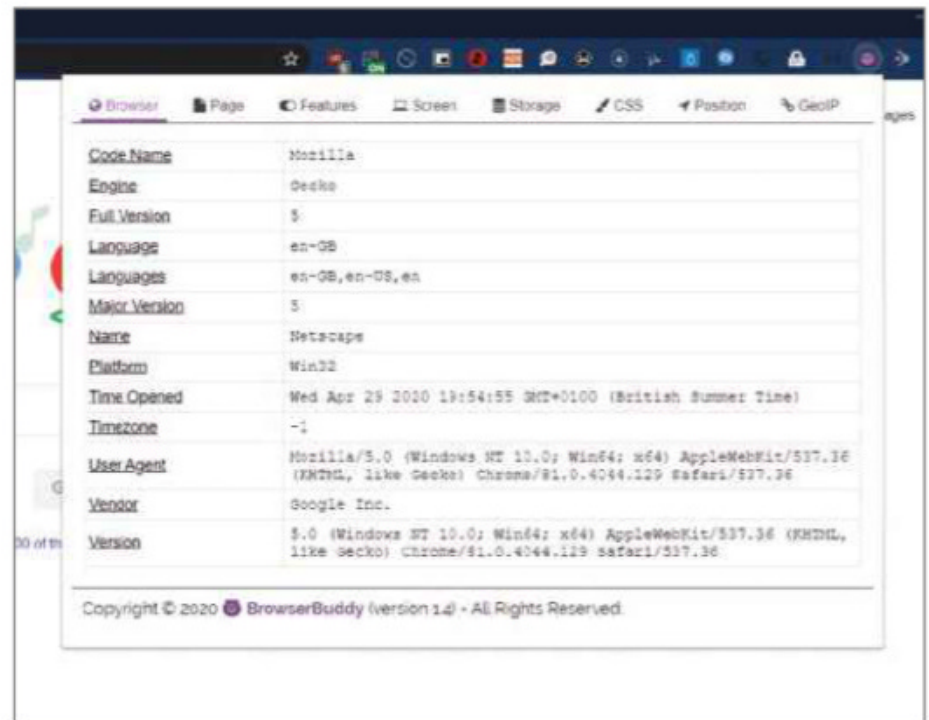 ON
Browser Page Features Screen Storage CSS Position GeoIP
ages
Code Name Mozilla
Engine Gecko
Full Version 5
Language en-GB
Languages en-GB,en-US,en
Major Version 5
Name Netscape
Platform Win32
Time Opened Wed Apr 29 2020 19:54:55 GMT+0100 (British Summer Time)
Timezone -1
User Agent Mozilla/5.0 (Windows NT 10.0; Win64; x64) AppleWebKit/537.36
(KHTML, like Gecko) Chrome/81.0.4044.129 Safari/537.36
G
Vendor Google Inc.
Version 5.0 (Windows NT 10.0; Win64; x64) AppleWebKit/537.36 (KHTML,
like Gecko) Chrome/81.0.4044.129 Safari/537.36
00 of th
Copyright © 2020 BrowserBuddy (version 1.4) - All Rights Reserved.